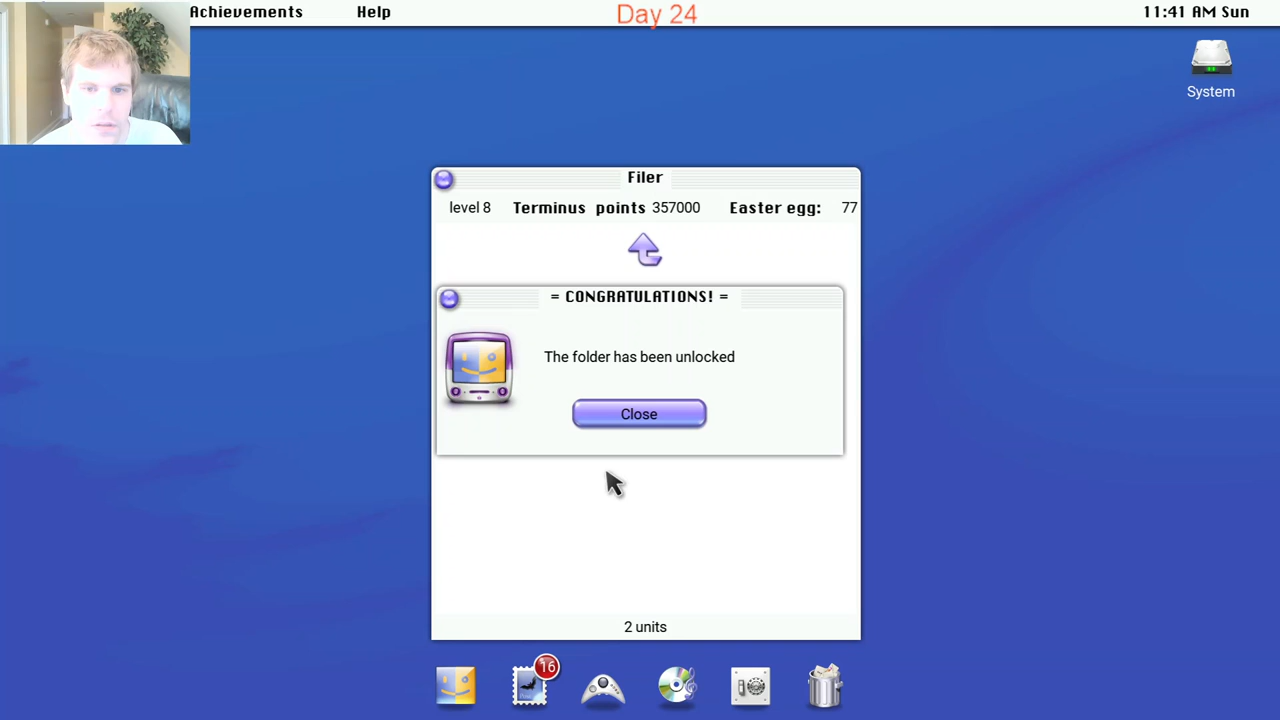 Achievements Help Day 24 11:41 AM Sun
System
Filer
level 8 Terminus points 357000 Easter egg: 77
= CONGRATULATIONS! =
The folder has been unlocked
Close
2 units
16